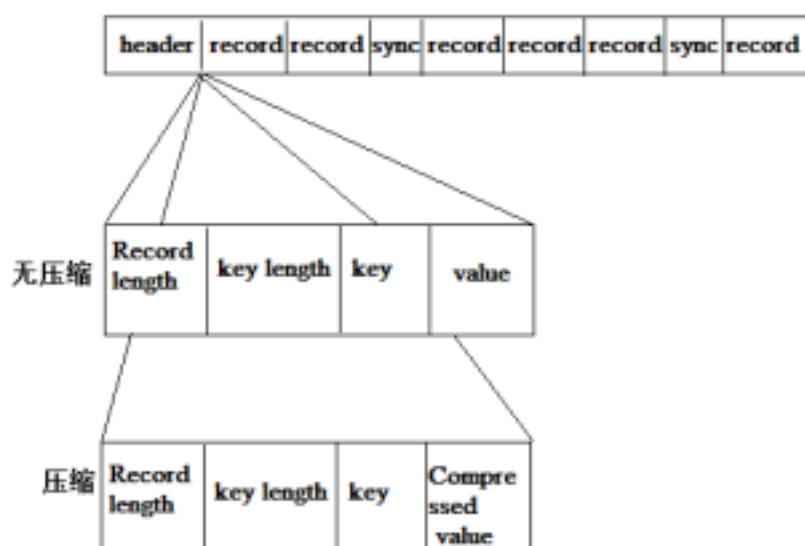 header record record sync record record record sync record
无压缩
Record
length
key length
key
value
压缩
Record
length
key length
key
Compre
ssed
value